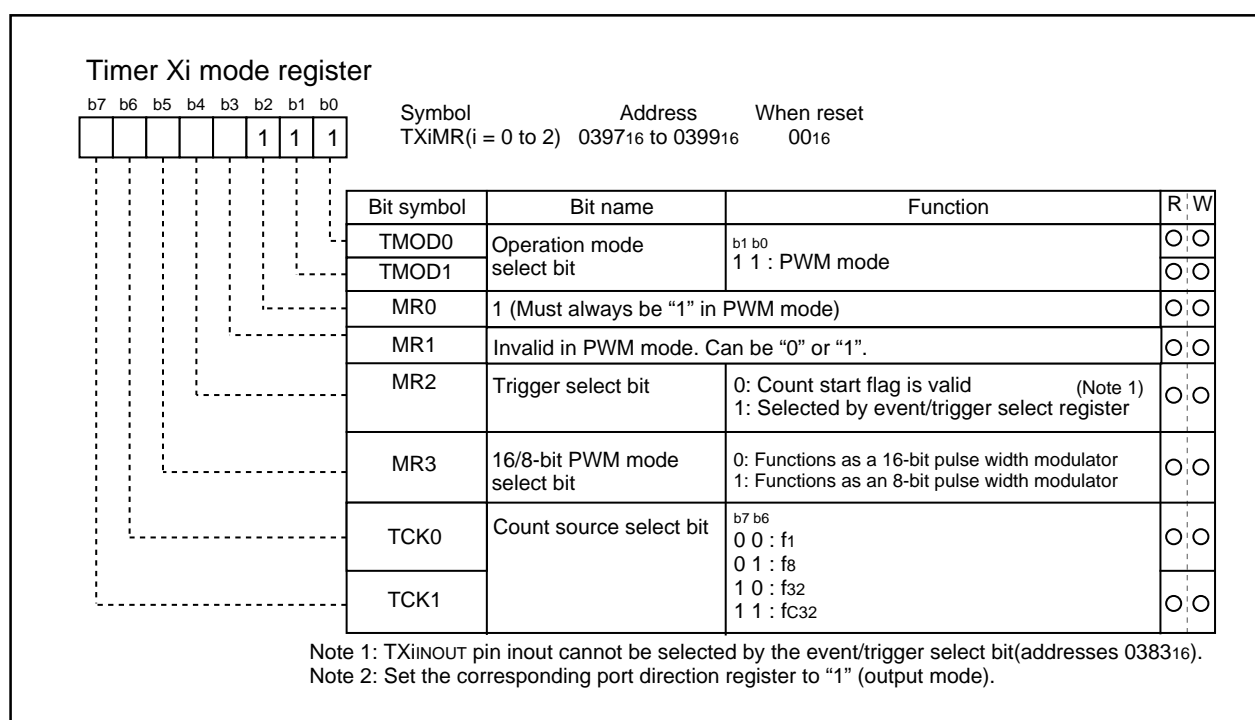 Timer Xi mode register
b7 b6 b5 b4 b3 b2 b1 b0
1 1 1
Symbol Address When reset
TXiMR(i = 0 to 2) 039716 to 039916 0016
Bit symbol Bit name Function R W
TMOD0 Operation mode select bit b1 b0
TMOD1 1 1 : PWM mode
MR0 1 (Must always be “1” in PWM mode)
MR1 Invalid in PWM mode. Can be “0” or “1”.
MR2 Trigger select bit 0: Count start flag is valid (Note 1)
1: Selected by event/trigger select register
MR3 16/8-bit PWM mode select bit 0: Functions as a 16-bit pulse width modulator
1: Functions as an 8-bit pulse width modulator
TCK0 Count source select bit b7 b6
0 0 : f1
0 1 : f8
TCK1 1 0 : f32
1 1 : fC32
Note 1: TXiINOUT pin inout cannot be selected by the event/trigger select bit(addresses 038316).
Note 2: Set the corresponding port direction register to “1” (output mode).